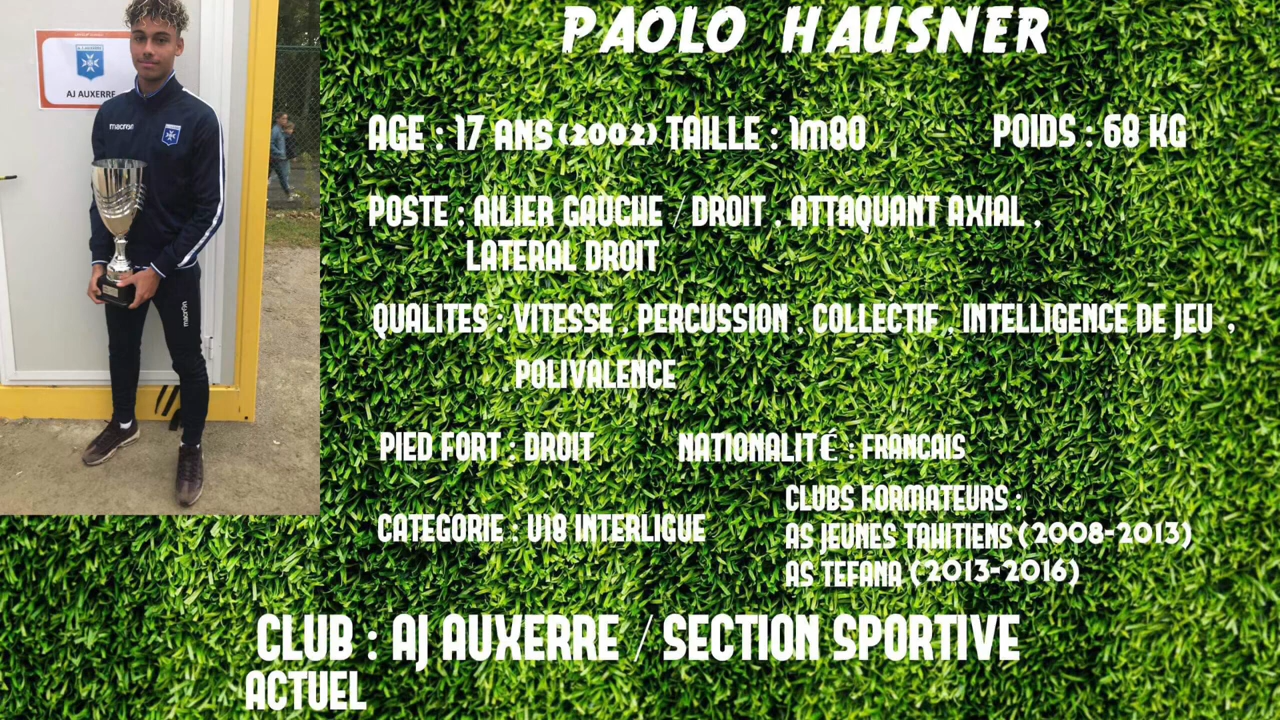 PAOLO HAUSNER
AJ AUXERRE
macron
AGE : 17 ANS (2002) TAILLE : 1M80 POIDS : 68 KG
POSTE : AILIER GAUCHE / DROIT , ATTAQUANT AXIAL ,
LATERAL DROIT
macron
QUALITES : VITESSE , PERCUSSION , COLLECTIF , INTELLIGENCE DE JEU ,
POLIVALENCE
PIED FORT : DROIT NATIONALITÉ : FRANCAIS
CATEGORIE : U18 INTERLIGUE
CLUBS FORMATEURS :
AS JEUNES TAHITIENS (2008-2013)
AS TEFANA (2013-2016)
CLUB : AJ AUXERRE / SECTION SPORTIVE
ACTUEL